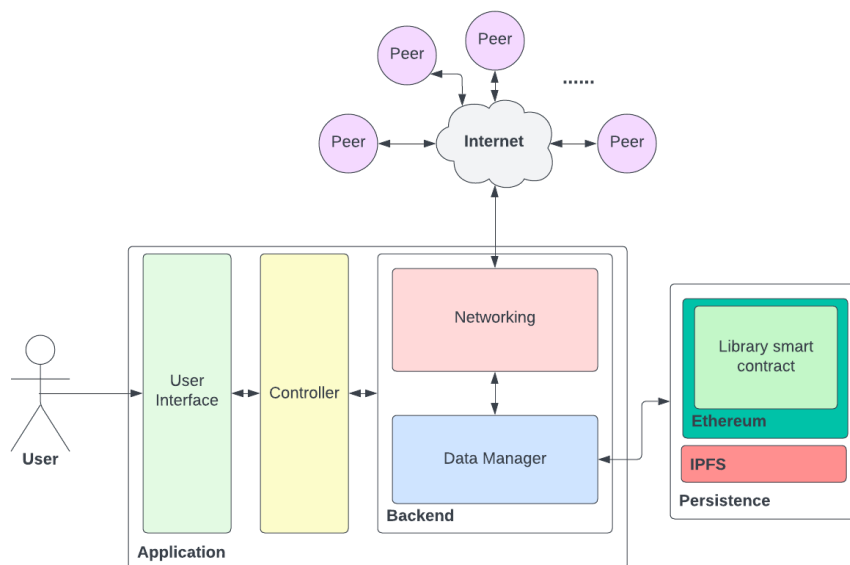 Peer
Peer
......
Peer
Internet
Peer
Networking
User
Interface
Controller
Library smart
contract
Ethereum
User
Data Manager
IPFS
Persistence
Backend
Application